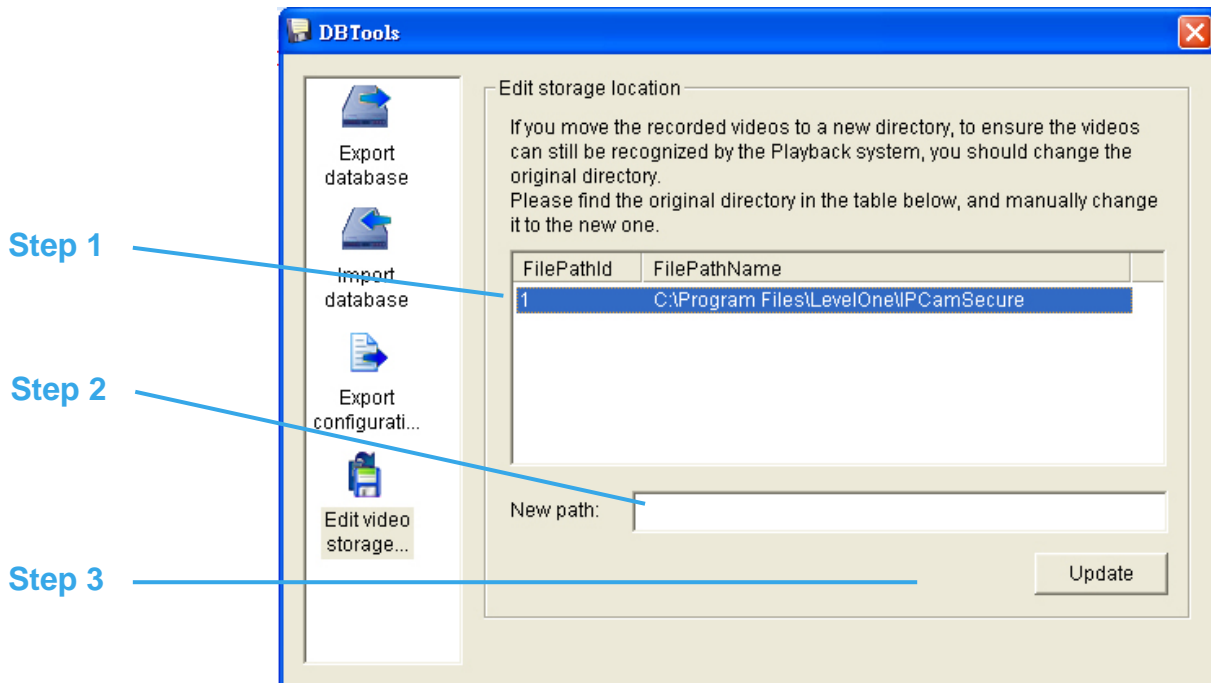 DBTools
Export
database
Import
database
Export
configurati...
Edit video
storage...
Edit storage location
If you move the recorded videos to a new directory, to ensure the videos
can still be recognized by the Playback system, you should change the
original directory.
Please find the original directory in the table below, and manually change
it to the new one.
FilePathId FilePathName
1 C:\Program Files\LevelOne\IPCamSecure
New path:
Update
Step 1
Step 2
Step 3